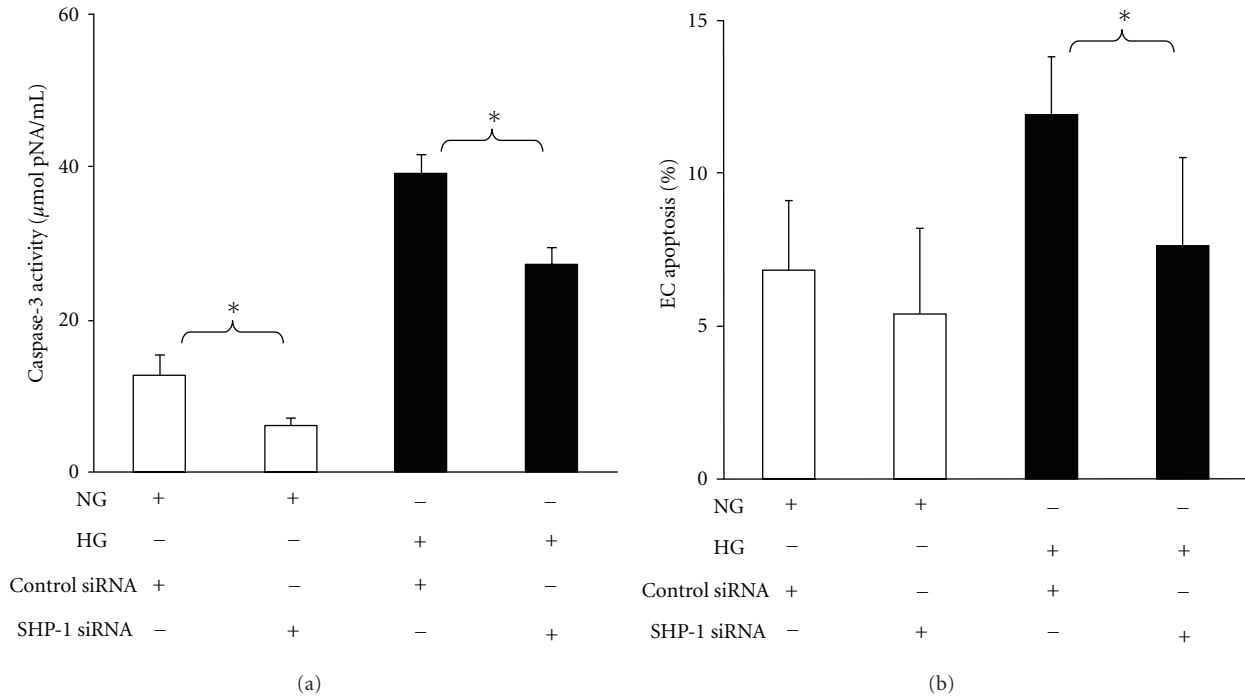 60
40
20
0
Caspase-3 activity (μmol pNA/mL)
*
*
NG + + − −
HG − − + +
Control siRNA + − + −
SHP-1 siRNA − + − +
(a)
15
10
5
0
EC apoptosis (%)
*
NG + + − −
HG − − + +
Control siRNA + − + −
SHP-1 siRNA − + − +
(b)